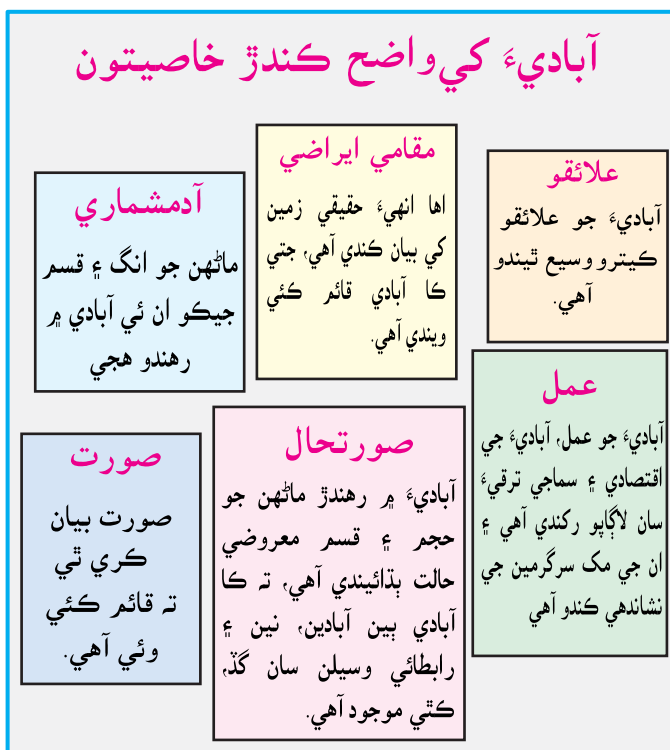 آباديءَ کي واضح ڪندڙ خاصيتون
علائقو
آباديءَ جو علائقو
ڪيترو وسيع ٿيندو
آهي.
مقامي ايراضي
اها انهيءَ حقيقي زمين
کي بيان ڪندي آهي، جتي
ڪا آبادي قائم ڪئي
ويندي آهي.
آدمشماري
ماڻهن جو انگ ۽ قسم
جيڪو ان ئي آبادي ۾
رهندو هجي
عمل
آباديءَ جو عمل، آباديءَ جي
اقتصادي ۽ سماجي ترقيءَ
سان لاڳاپو رکندي آهي ۽
ان جي مک سرگرمين جي
نشاندهي ڪندو آهي
صورتحال
آباديءَ ۾ رهندڙ ماڻهن جو
حجم ۽ قسم معروضي
حالت ٻڌائيندي آهي، تہ ڪا
آبادي ٻين آبادين، نين ۽
رابطائي وسيلن سان گڏ،
ڪٿي موجود آهي.
صورت
صورت بيان
ڪري ٿي
تہ قائم ڪئي
وئي آهي.